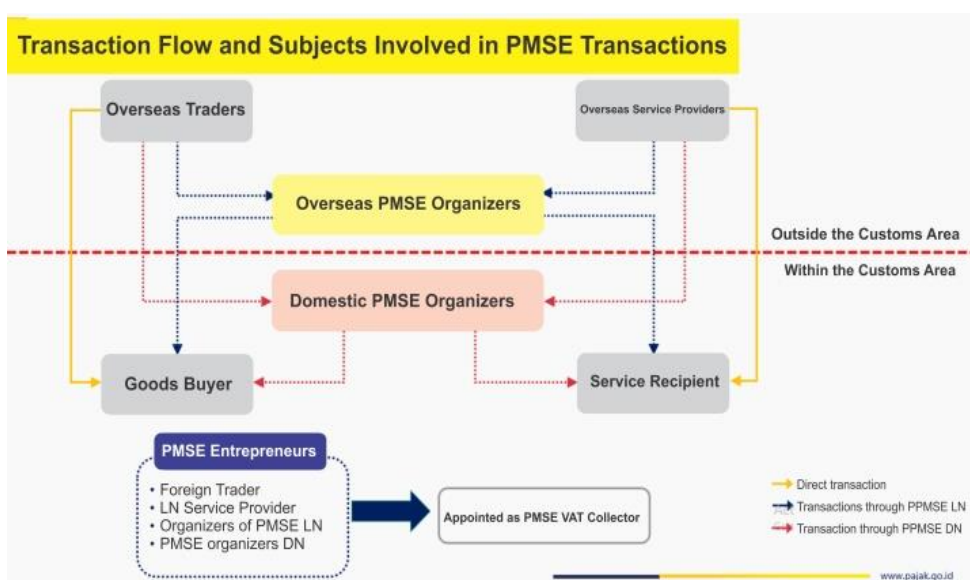 Transaction Flow and Subjects Involved in PMSE Transactions
Overseas Traders
Overseas Service Providers
Overseas PMSE Organizers
Outside the Customs Area
Within the Customs Area
Domestic PMSE Organizers
Goods Buyer
Service Recipient
PMSE Entrepreneurs
• Foreign Trader
• LN Service Provider
• Organizers of PMSE LN
• PMSE organizers DN
Appointed as PMSE VAT Collector
Direct transaction
Transactions through PPMSE LN
Transaction through PPMSE DN
www.pajak.go.id